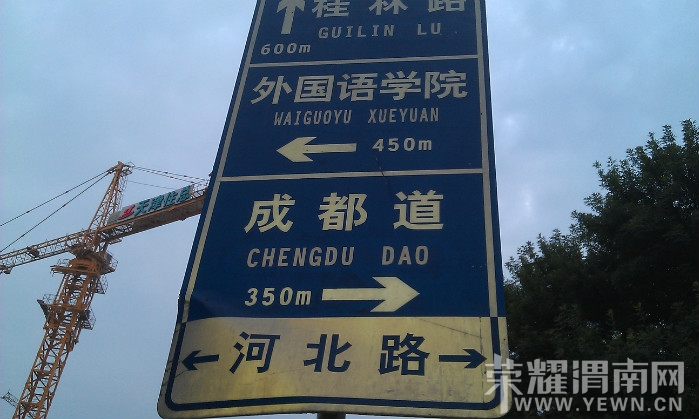 桂林路
GUILIN LU
600m
外国语学院
WAIGUOYU XUEYUAN
450m
成都道
CHENGDU DAO
350m
河北路
荣耀渭南网
WWW.YEWN.CN